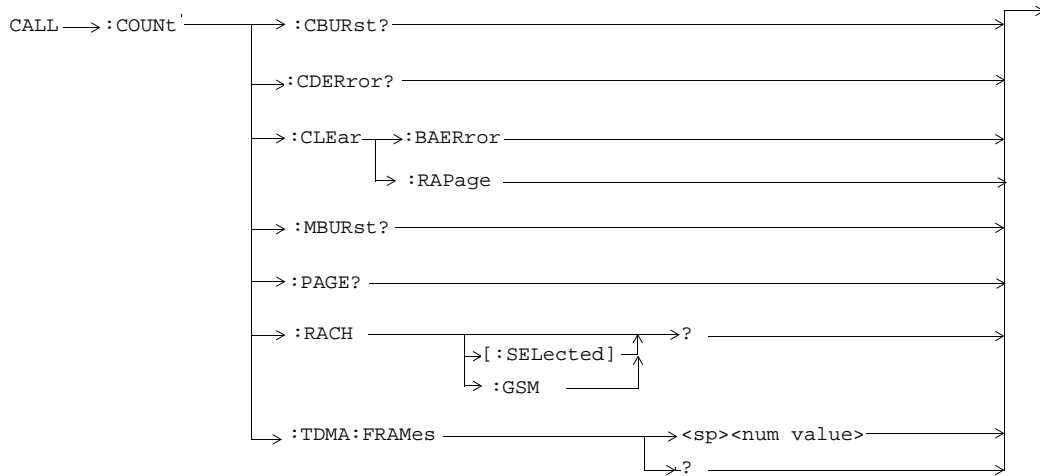 CALL :COUNt :CBURst?
:CDERror?
:CLEar :BAERror
:RAPage
:MBURst?
:PAGE?
:RACH ?
[:SELected]
:GSM
:TDMA:FRAMes <sp><num value>
?